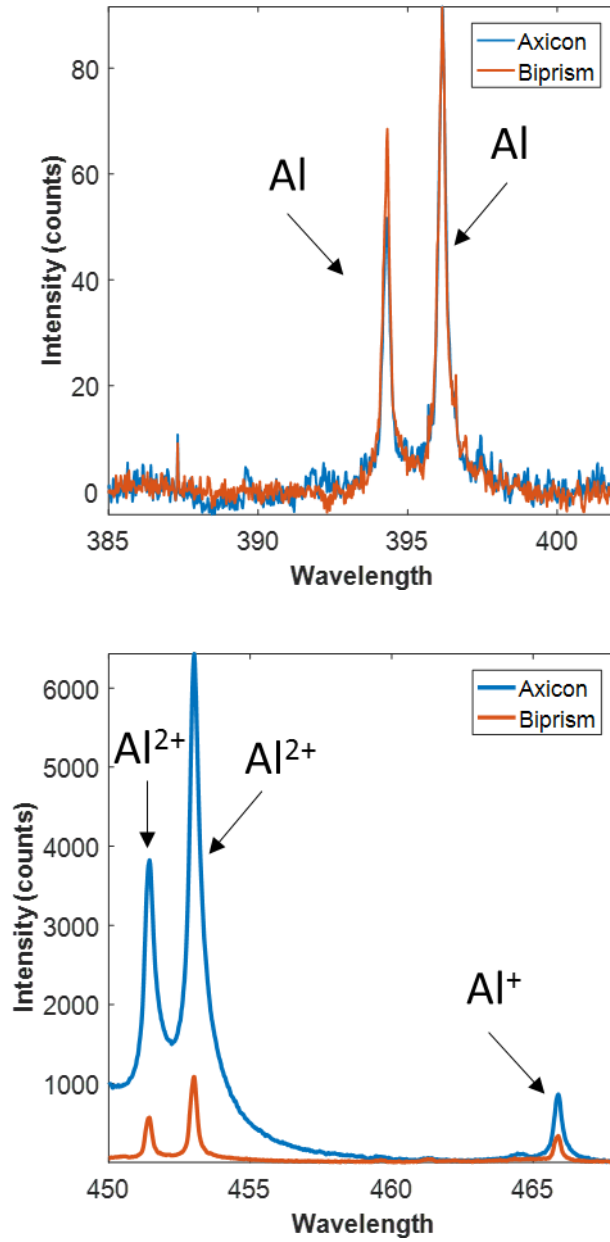 Axicon
Biprism
Al
Al
Intensity (counts)
80
60
40
20
0
385
390
395
400
Wavelength
Axicon
Biprism
Al2+
Al2+
Al+
Intensity (counts)
6000
5000
4000
3000
2000
1000
450
455
460
465
Wavelength